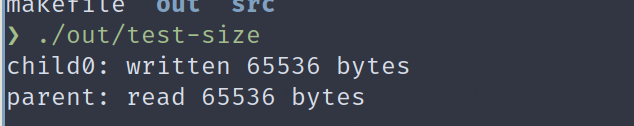 makefile out src
❯ ./out/test-size
child0: written 65536 bytes
parent: read 65536 bytes